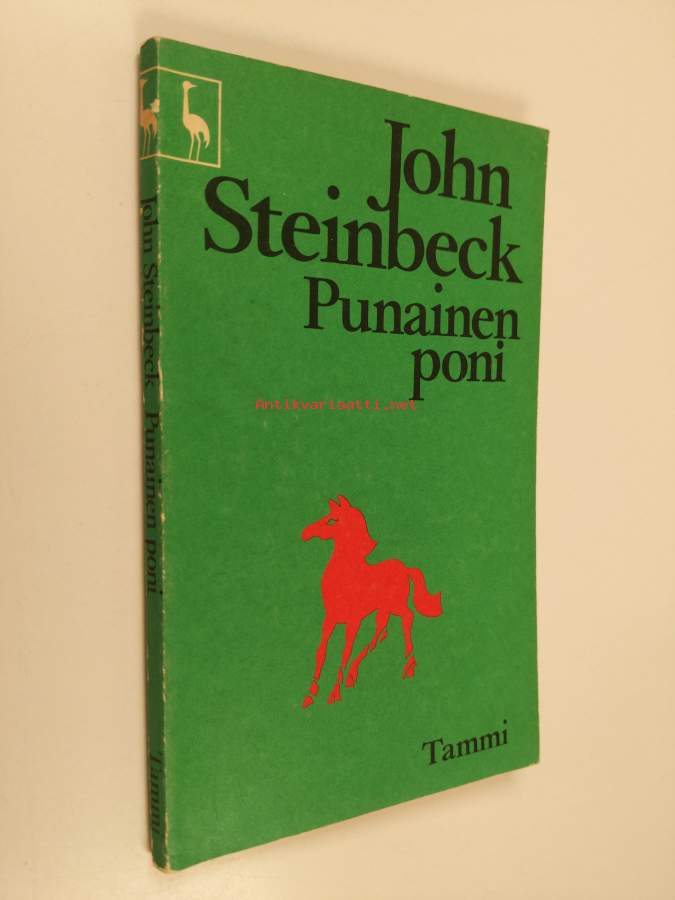 John
Steinbeck
Punainen
poni
Antikvariaatti.net
Tammi
John Steinbeck Punainen poni Tammi